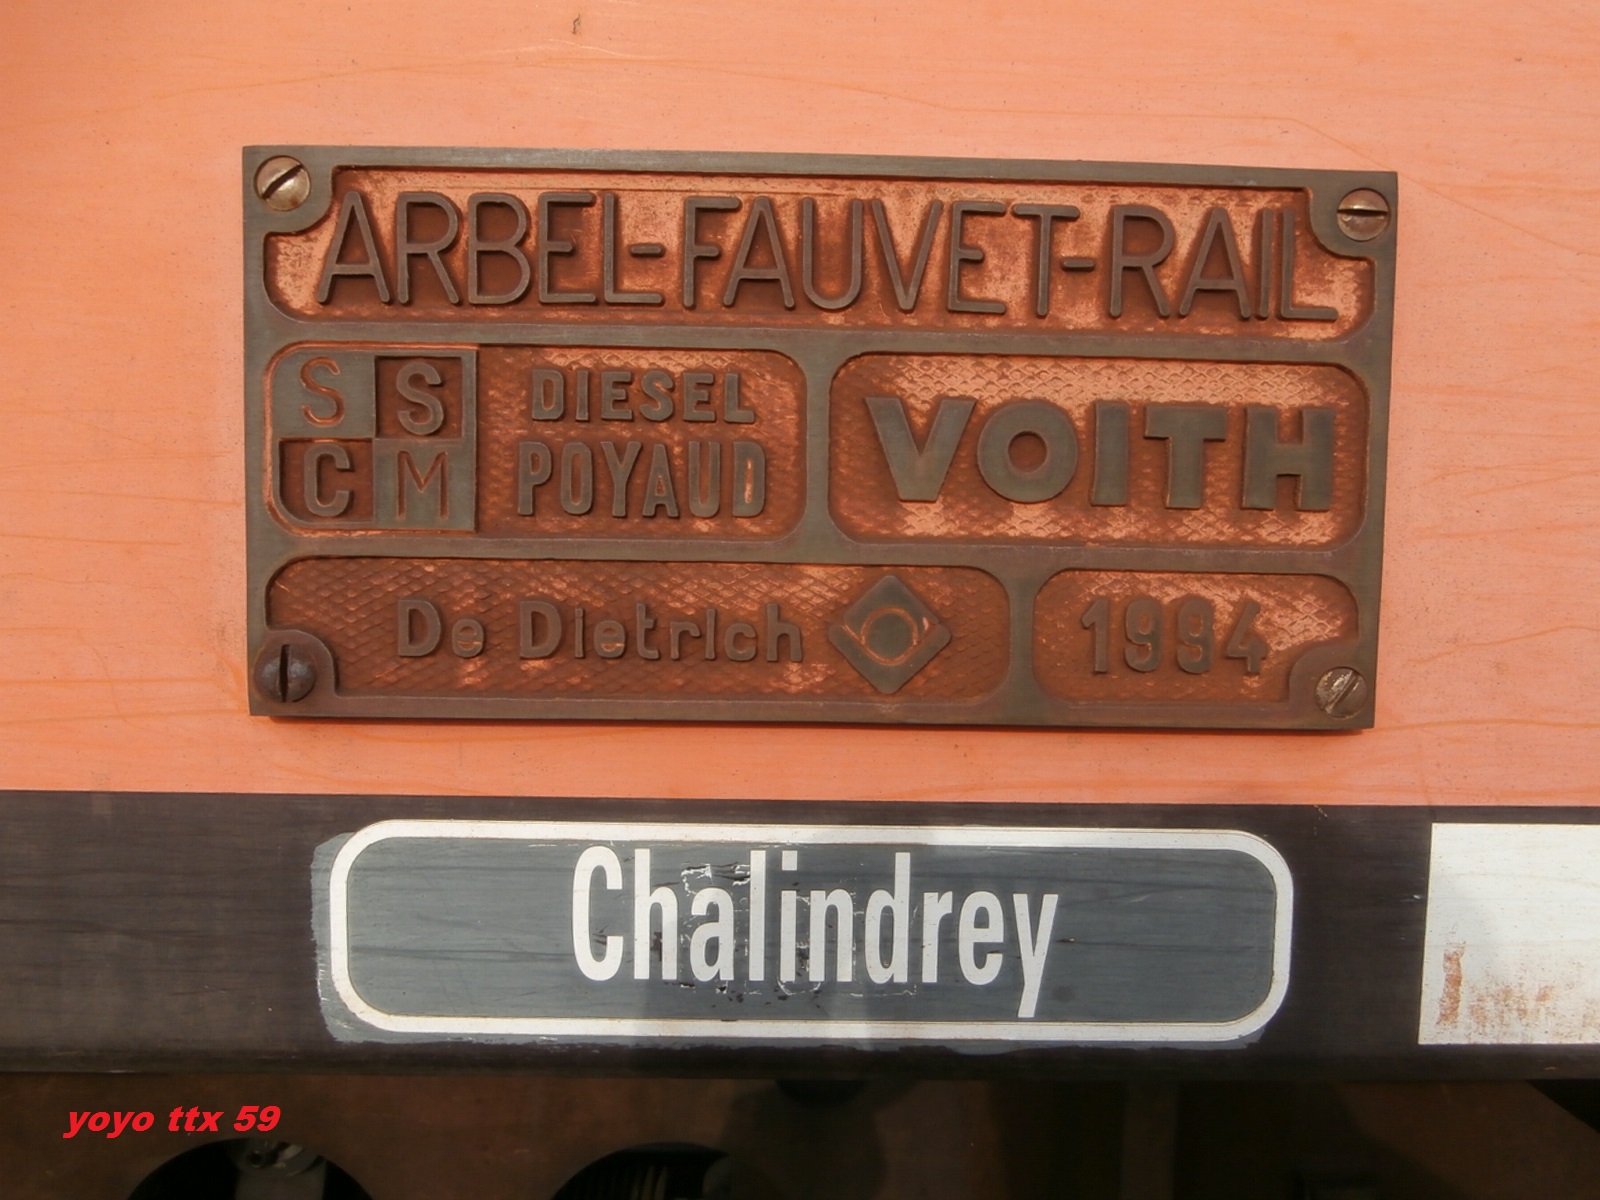 ARBEL-FAUVET-RAIL
S S
C M
DIESEL
POYAUD
VOITH
De Dietrich
1994
Chalindrey
yoyo ttx 59